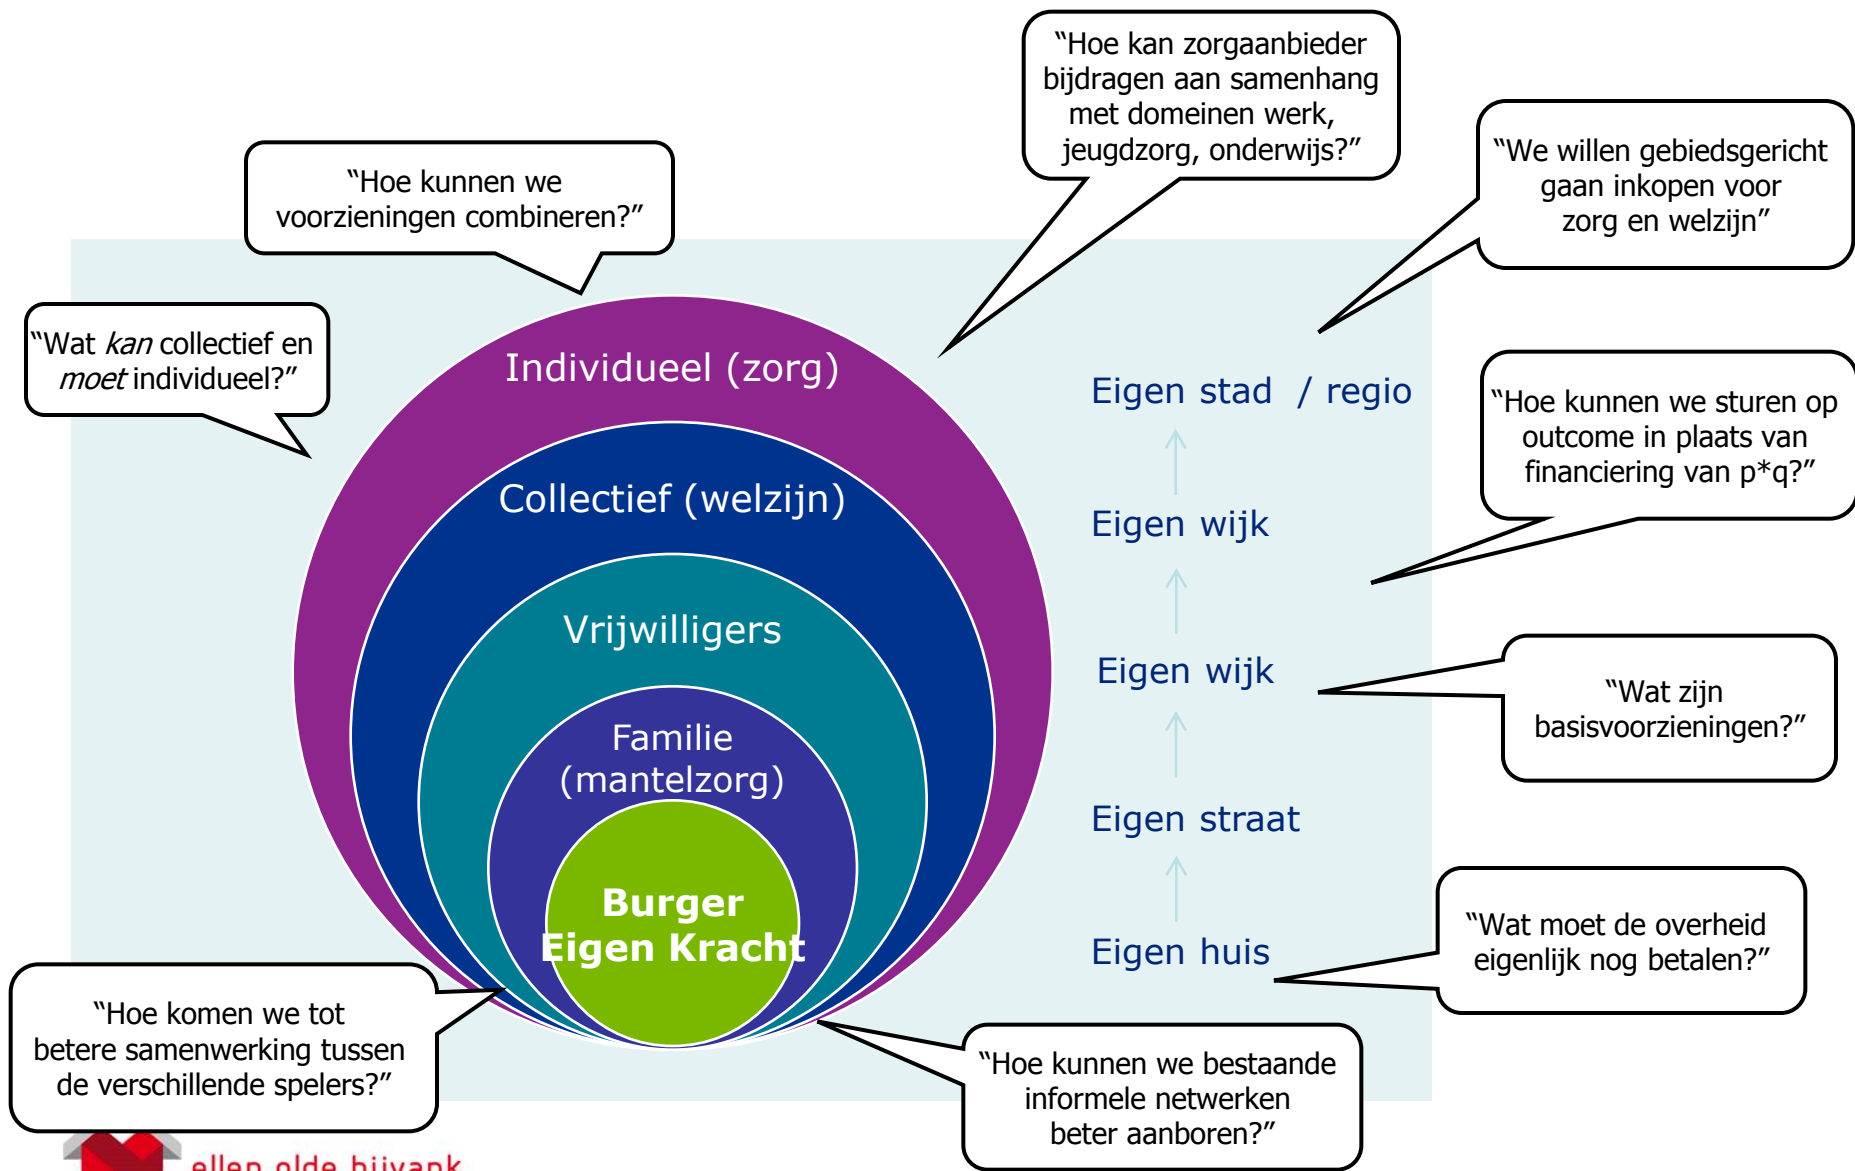 “Hoe kan zorgaanbieder
bijdragen aan samenhang
met domeinen werk,
jeugdzorg, onderwijs?”
“We willen gebiedsgericht
gaan inkopen voor
zorg en welzijn”
“Hoe kunnen we
voorzieningen combineren?”
“Wat kan collectief en
moet individueel?”
Individueel (zorg)
Collectief (welzijn)
Vrijwilligers
Familie
(mantelzorg)
Burger
Eigen Kracht
Eigen stad / regio
Eigen wijk
Eigen wijk
Eigen straat
Eigen huis
“Hoe kunnen we sturen op
outcome in plaats van
financiering van p*q?”
“Wat zijn
basisvoorzieningen?”
“Wat moet de overheid
eigenlijk nog betalen?”
“Hoe komen we tot
betere samenwerking tussen
de verschillende spelers?”
“Hoe kunnen we bestaande
informele netwerken
beter aanboren?”
ellen olde bijvank